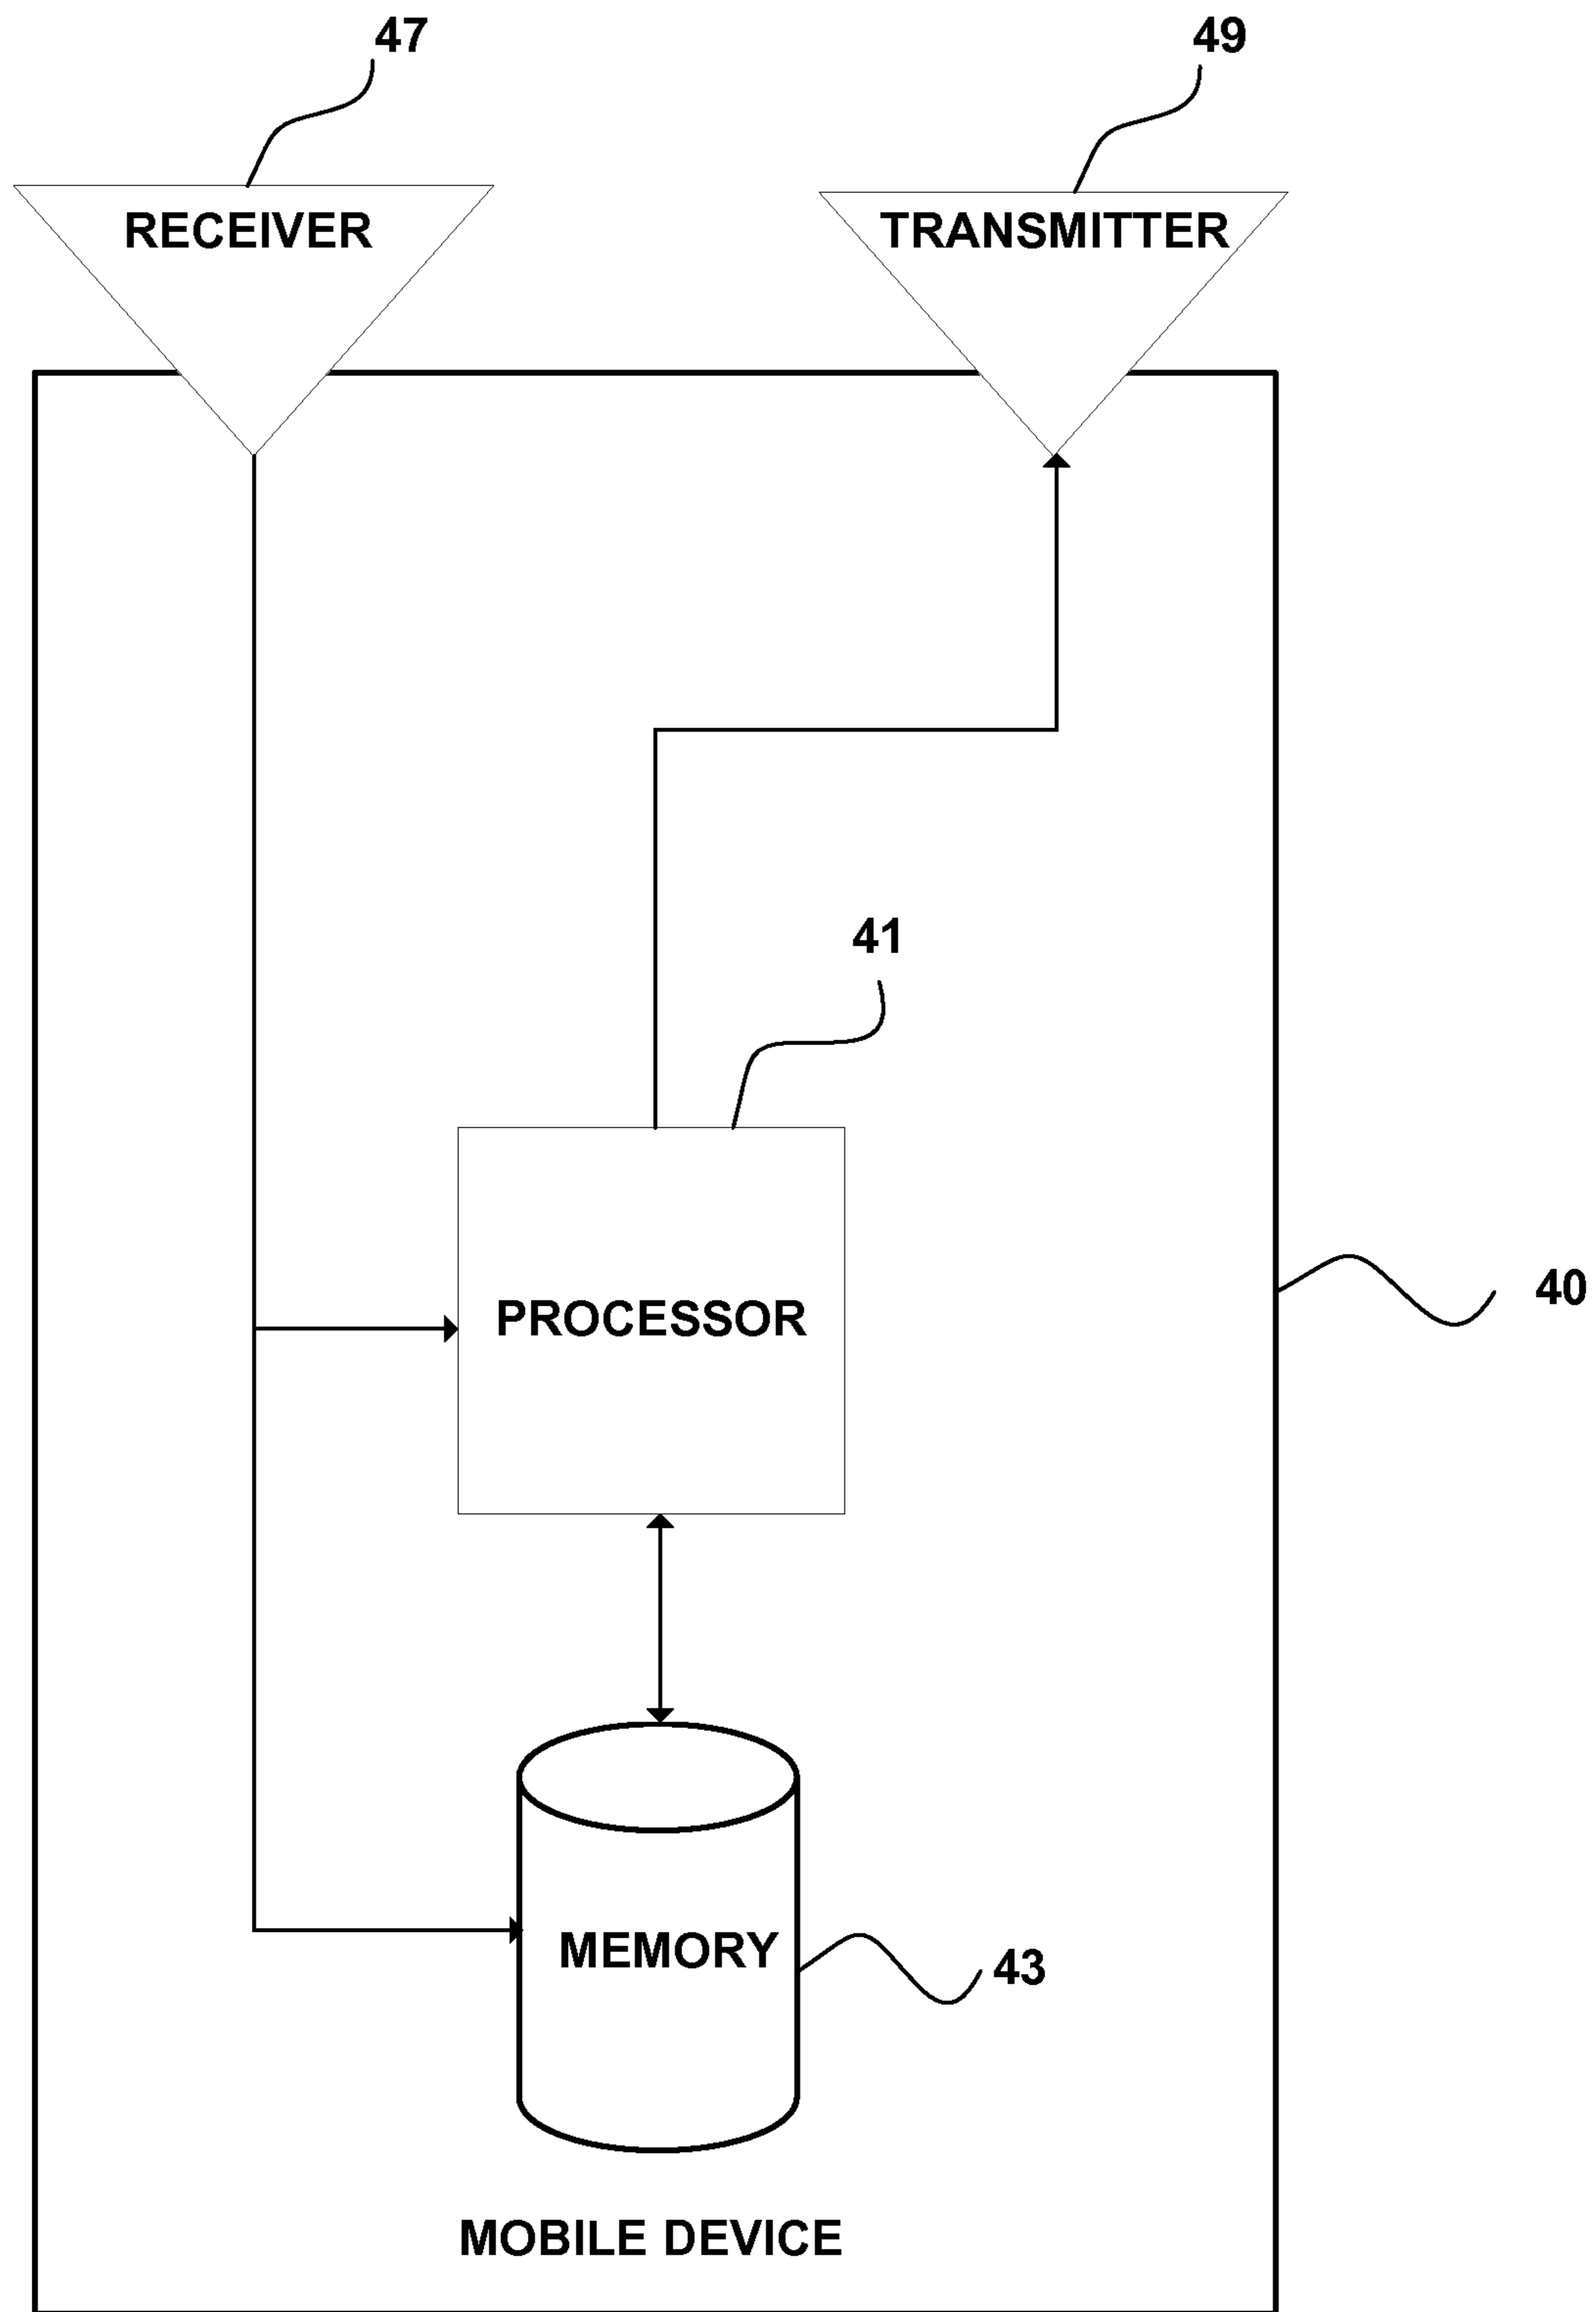 47
49
RECEIVER
TRANSMITTER
41
PROCESSOR
40
MEMORY
43
MOBILE DEVICE